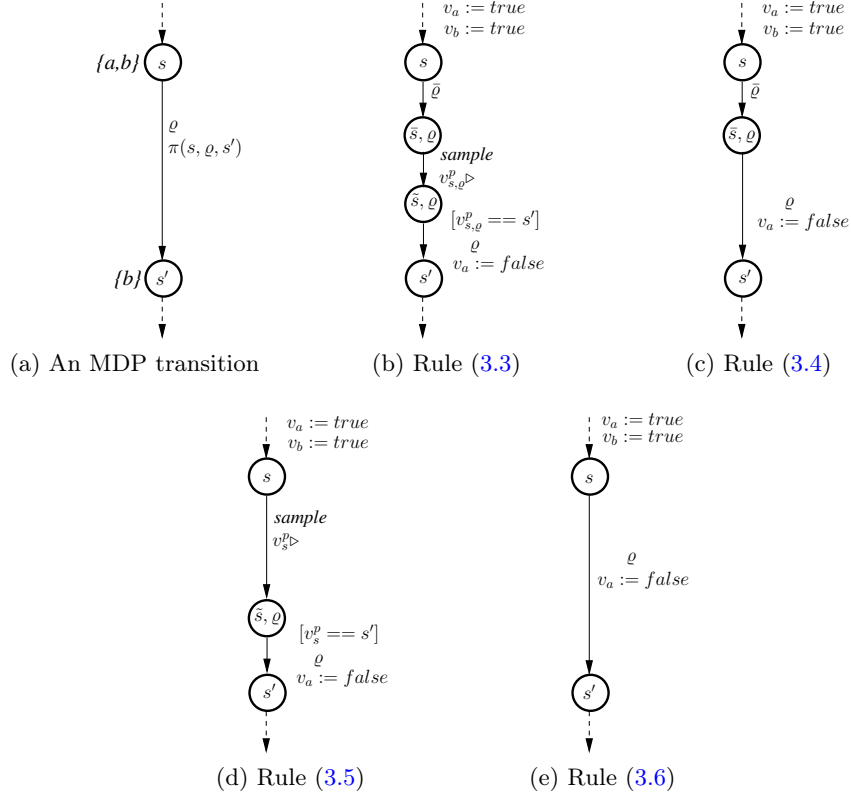 {a,b} s
ϱ
π(s, ϱ, s′)
{b} s′
(a) An MDP transition
v_a := true
v_b := true
s
ϱ̄
s̄, ϱ
sample
v^p_{s,ϱ}▷
s̃, ϱ
[v^p_{s,ϱ} == s′]
ϱ
v_a := false
s′
(b) Rule (3.3)
v_a := true
v_b := true
s
ϱ̄
s̄, ϱ
ϱ
v_a := false
s′
(c) Rule (3.4)
v_a := true
v_b := true
s
sample
v^p_s▷
s̃, ϱ
[v^p_s == s′]
ϱ
v_a := false
s′
(d) Rule (3.5)
v_a := true
v_b := true
s
ϱ
v_a := false
s′
(e) Rule (3.6)